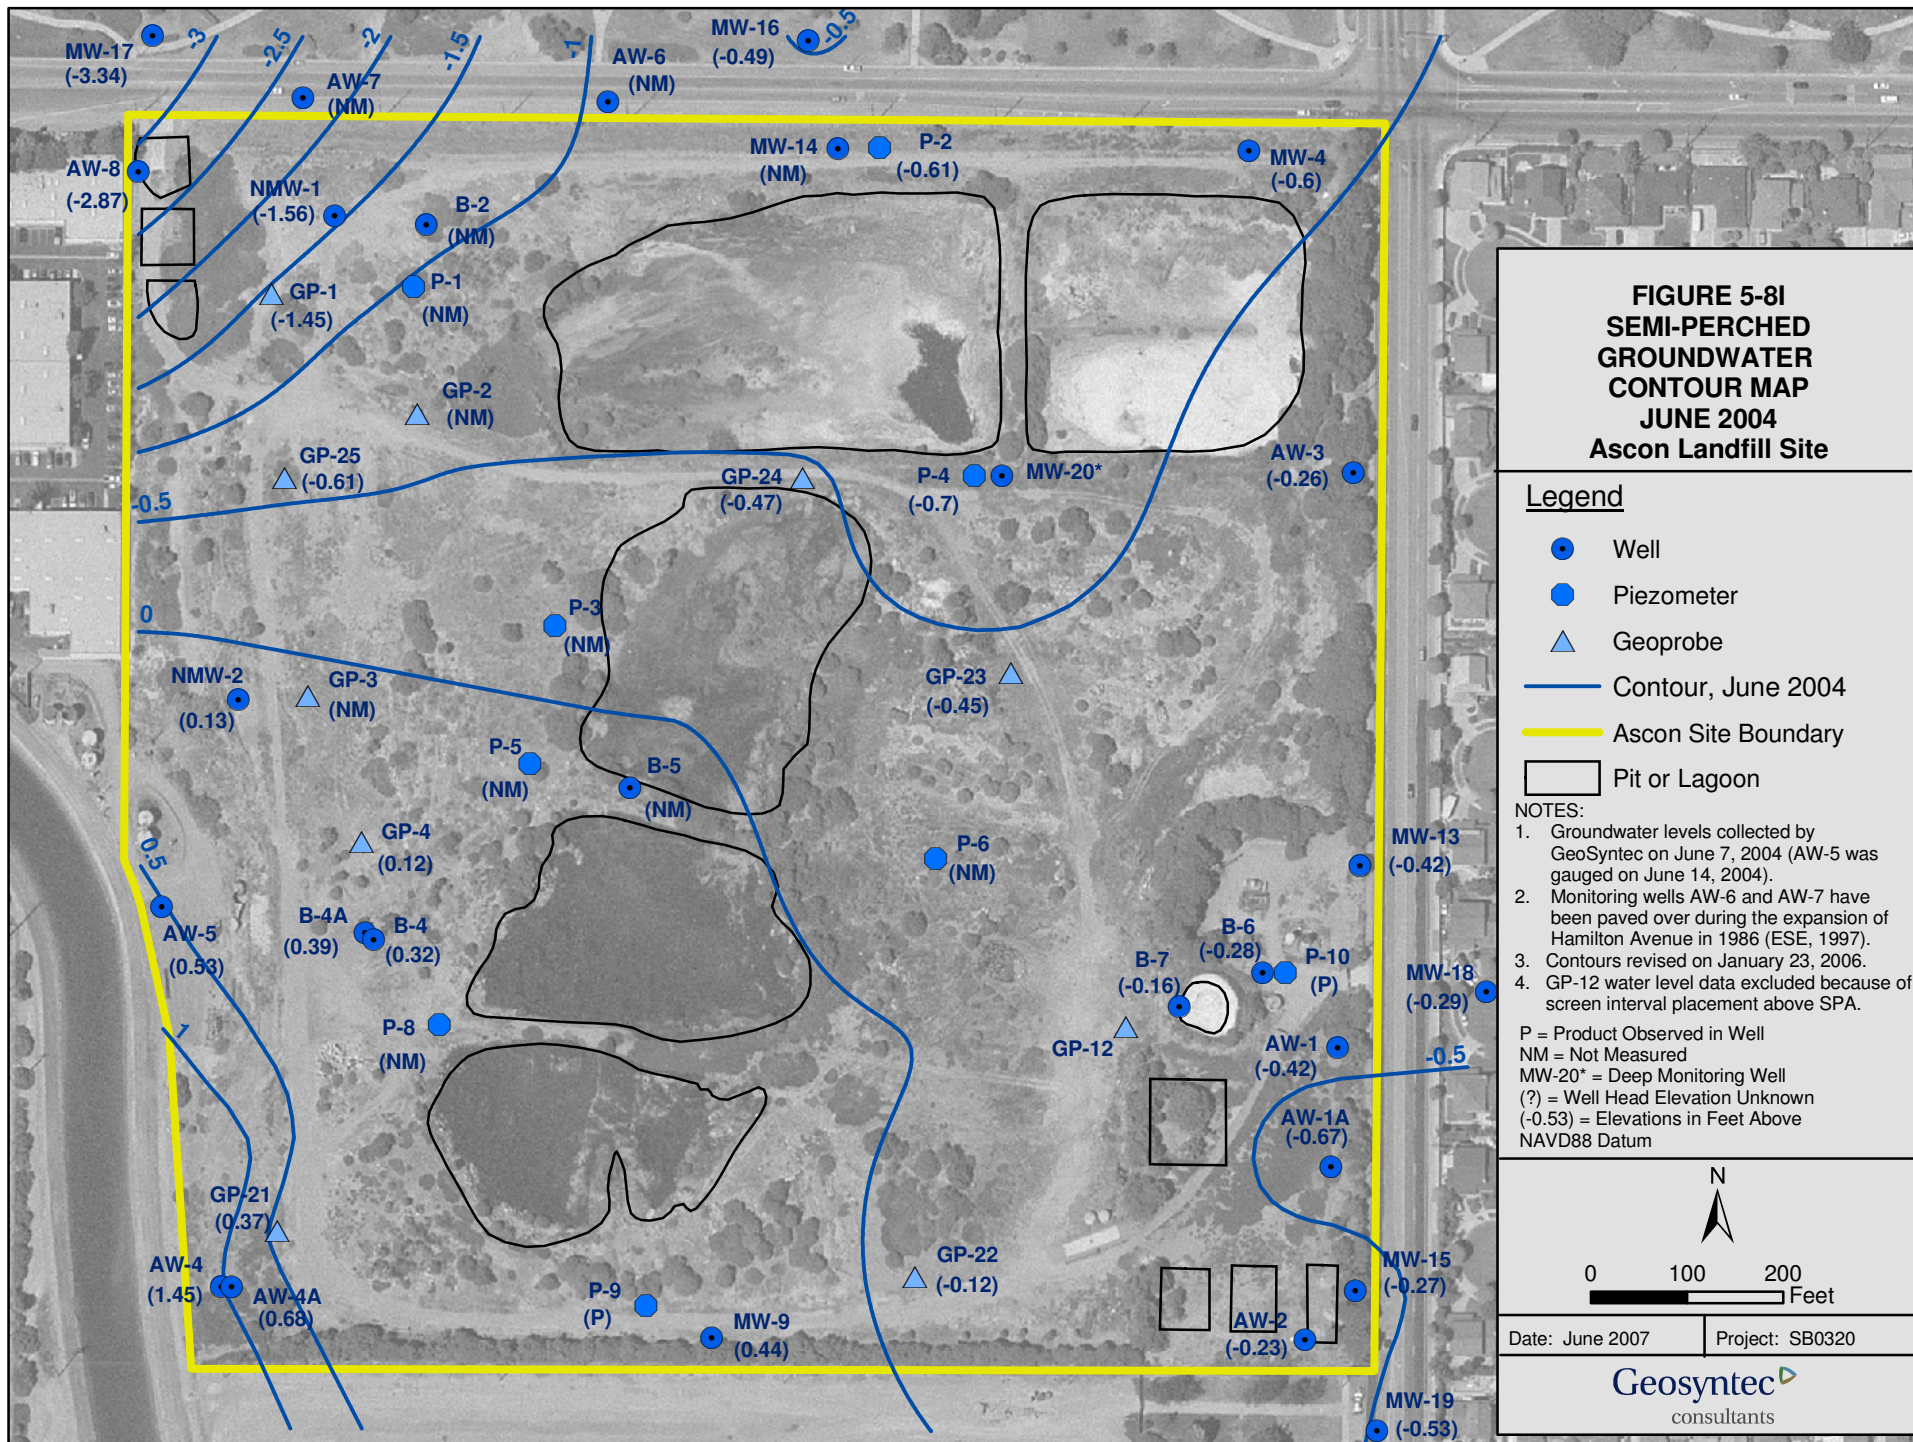 MW-17
(-3.34)
-3
-2.5
-2
-1.5
-1
AW-6
(NM)
MW-16
(-0.49)
-0.5
AW-7
(NM)
AW-8
(-2.87)
NMW-1
(-1.56)
B-2
(NM)
MW-14
(NM)
P-2
(-0.61)
MW-4
(-0.6)
GP-1
(-1.45)
P-1
(NM)
GP-2
(NM)
GP-25
(-0.61)
-0.5
GP-24
(-0.47)
P-4
(-0.7)
MW-20*
AW-3
(-0.26)
0
P-3
(NM)
NMW-2
(0.13)
GP-3
(NM)
GP-23
(-0.45)
P-5
(NM)
B-5
(NM)
0.5
GP-4
(0.12)
P-6
(NM)
MW-13
(-0.42)
AW-5
(0.53)
B-4A
(0.39)
B-4
(0.32)
B-6
(-0.28)
P-10
(P)
B-7
(-0.16)
MW-18
(-0.29)
1
P-8
(NM)
GP-12
AW-1
(-0.42)
-0.5
AW-1A
(-0.67)
GP-21
(0.37)
AW-4
(1.45)
AW-4A
(0.68)
P-9
(P)
MW-9
(0.44)
GP-22
(-0.12)
MW-15
(-0.27)
AW-2
(-0.23)
MW-19
(-0.53)
FIGURE 5-8I
SEMI-PERCHED
GROUNDWATER
CONTOUR MAP
JUNE 2004
Ascon Landfill Site
Legend
Well
Piezometer
Geoprobe
Contour, June 2004
Ascon Site Boundary
Pit or Lagoon
NOTES:
1. Groundwater levels collected by
GeoSyntec on June 7, 2004 (AW-5 was
gauged on June 14, 2004).
2. Monitoring wells AW-6 and AW-7 have
been paved over during the expansion of
Hamilton Avenue in 1986 (ESE, 1997).
3. Contours revised on January 23, 2006.
4. GP-12 water level data excluded because of
screen interval placement above SPA.
P = Product Observed in Well
NM = Not Measured
MW-20* = Deep Monitoring Well
(?) = Well Head Elevation Unknown
(-0.53) = Elevations in Feet Above
NAVD88 Datum
N
0 100 200
Feet
Date: June 2007 Project: SB0320
Geosyntec
consultants